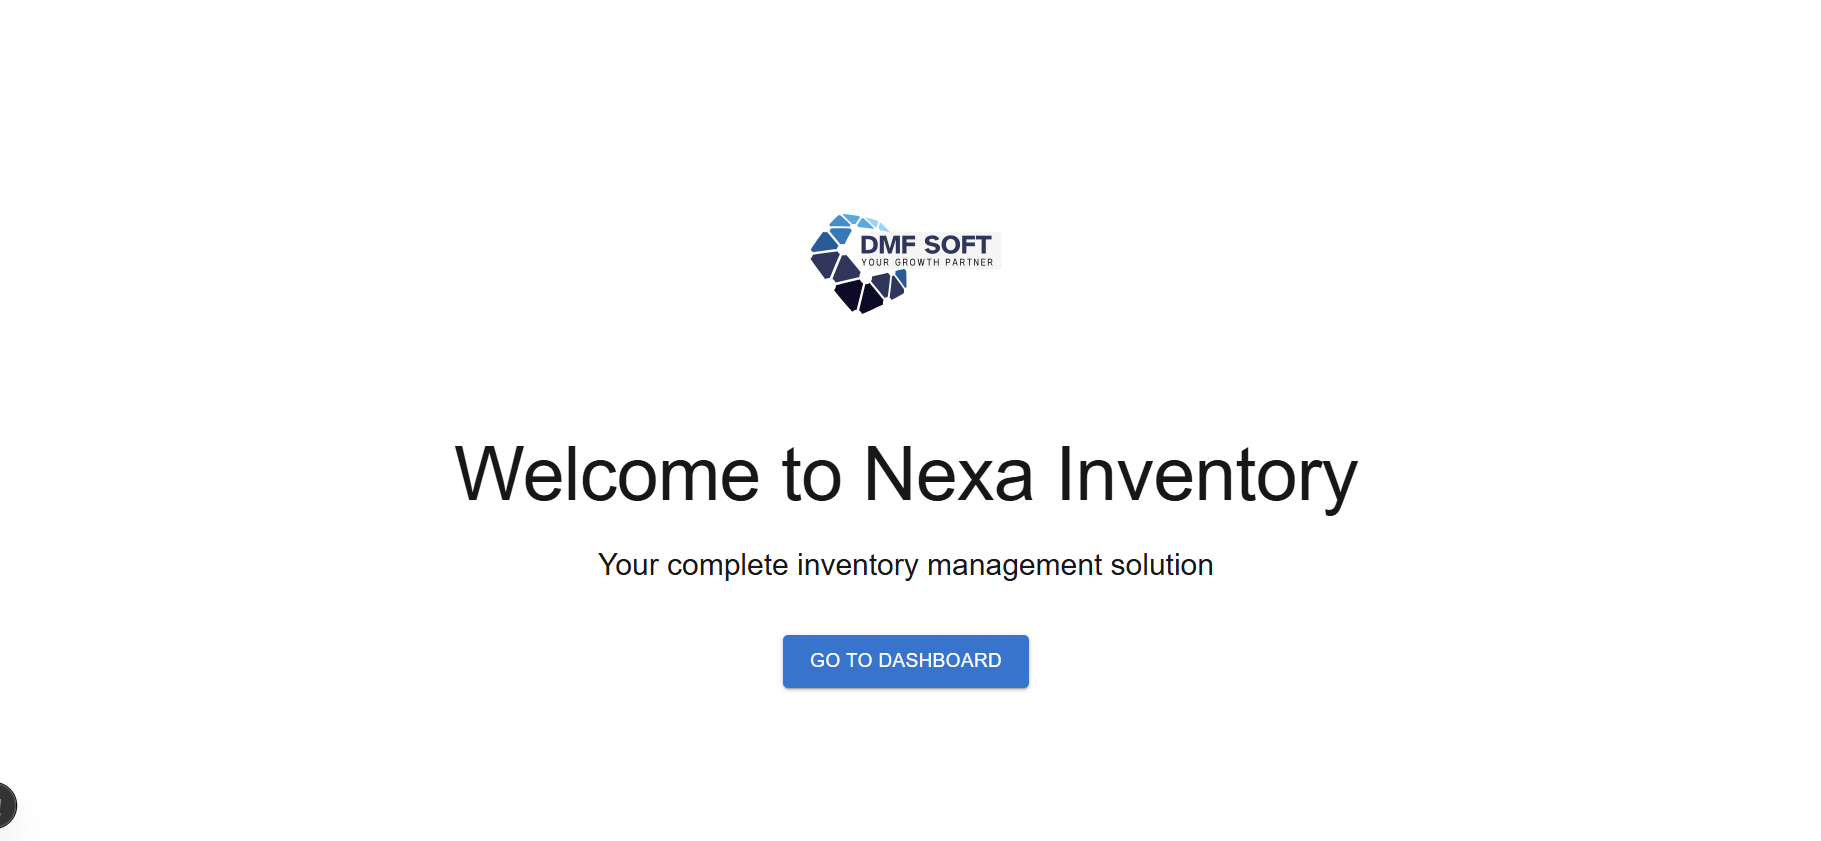 DMF SOFT
YOUR GROWTH PARTNER
Welcome to Nexa Inventory
Your complete inventory management solution
GO TO DASHBOARD